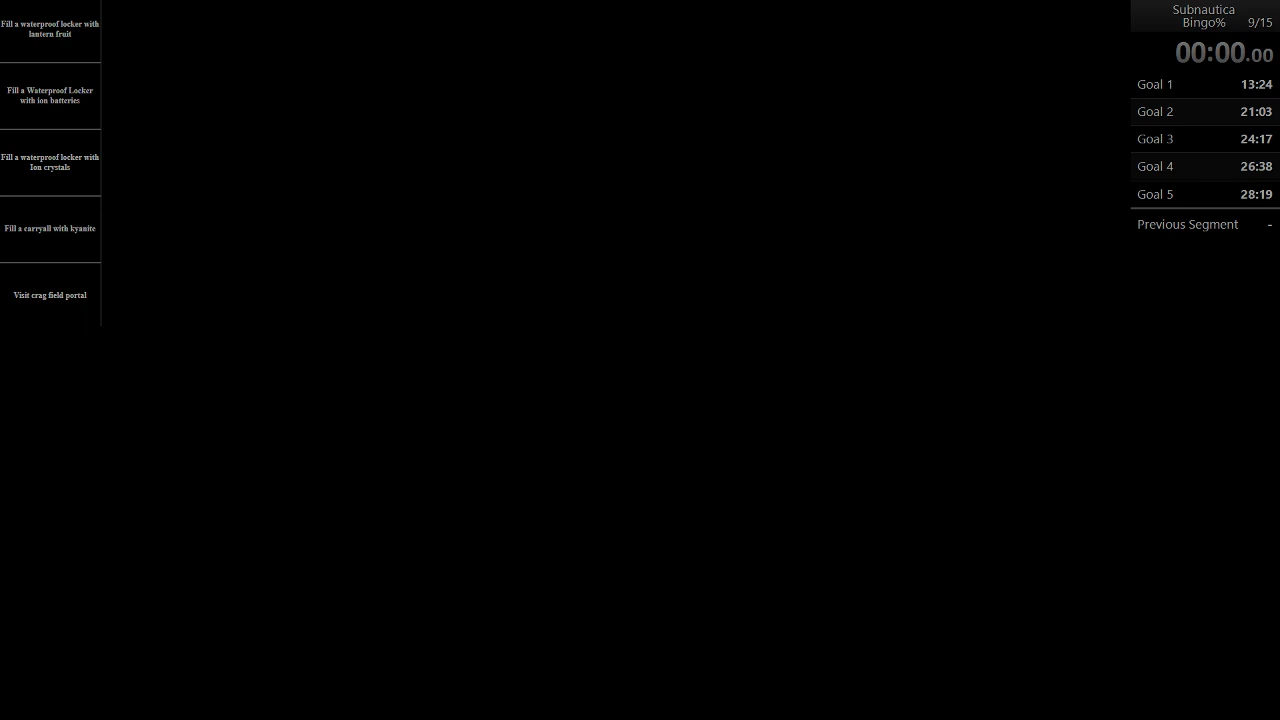 Fill a waterproof locker with
lantern fruit
Fill a Waterproof Locker
with ion batteries
Fill a waterproof locker with
Ion crystals
Fill a carryall with kyanite
Visit crag field portal
Subnautica
Bingo% 9/15
00:00.00
Goal 1 13:24
Goal 2 21:03
Goal 3 24:17
Goal 4 26:38
Goal 5 28:19
Previous Segment -